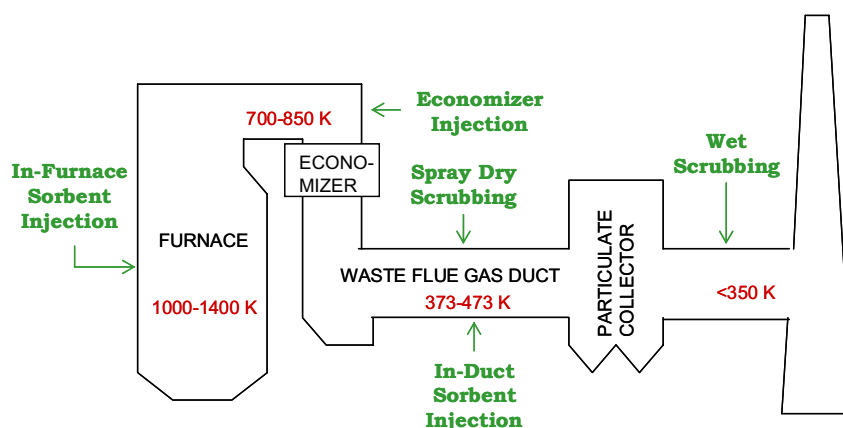 700-850 K
Economizer
Injection
Wet
Scrubbing
ECONO-
MIZER
In-Furnace
Sorbent
Injection
Spray Dry
Scrubbing
FURNACE
1000-1400 K
WASTE FLUE GAS DUCT
373-473 K
PARTICULATE
COLLECTOR
<350 K
In-Duct
Sorbent
Injection